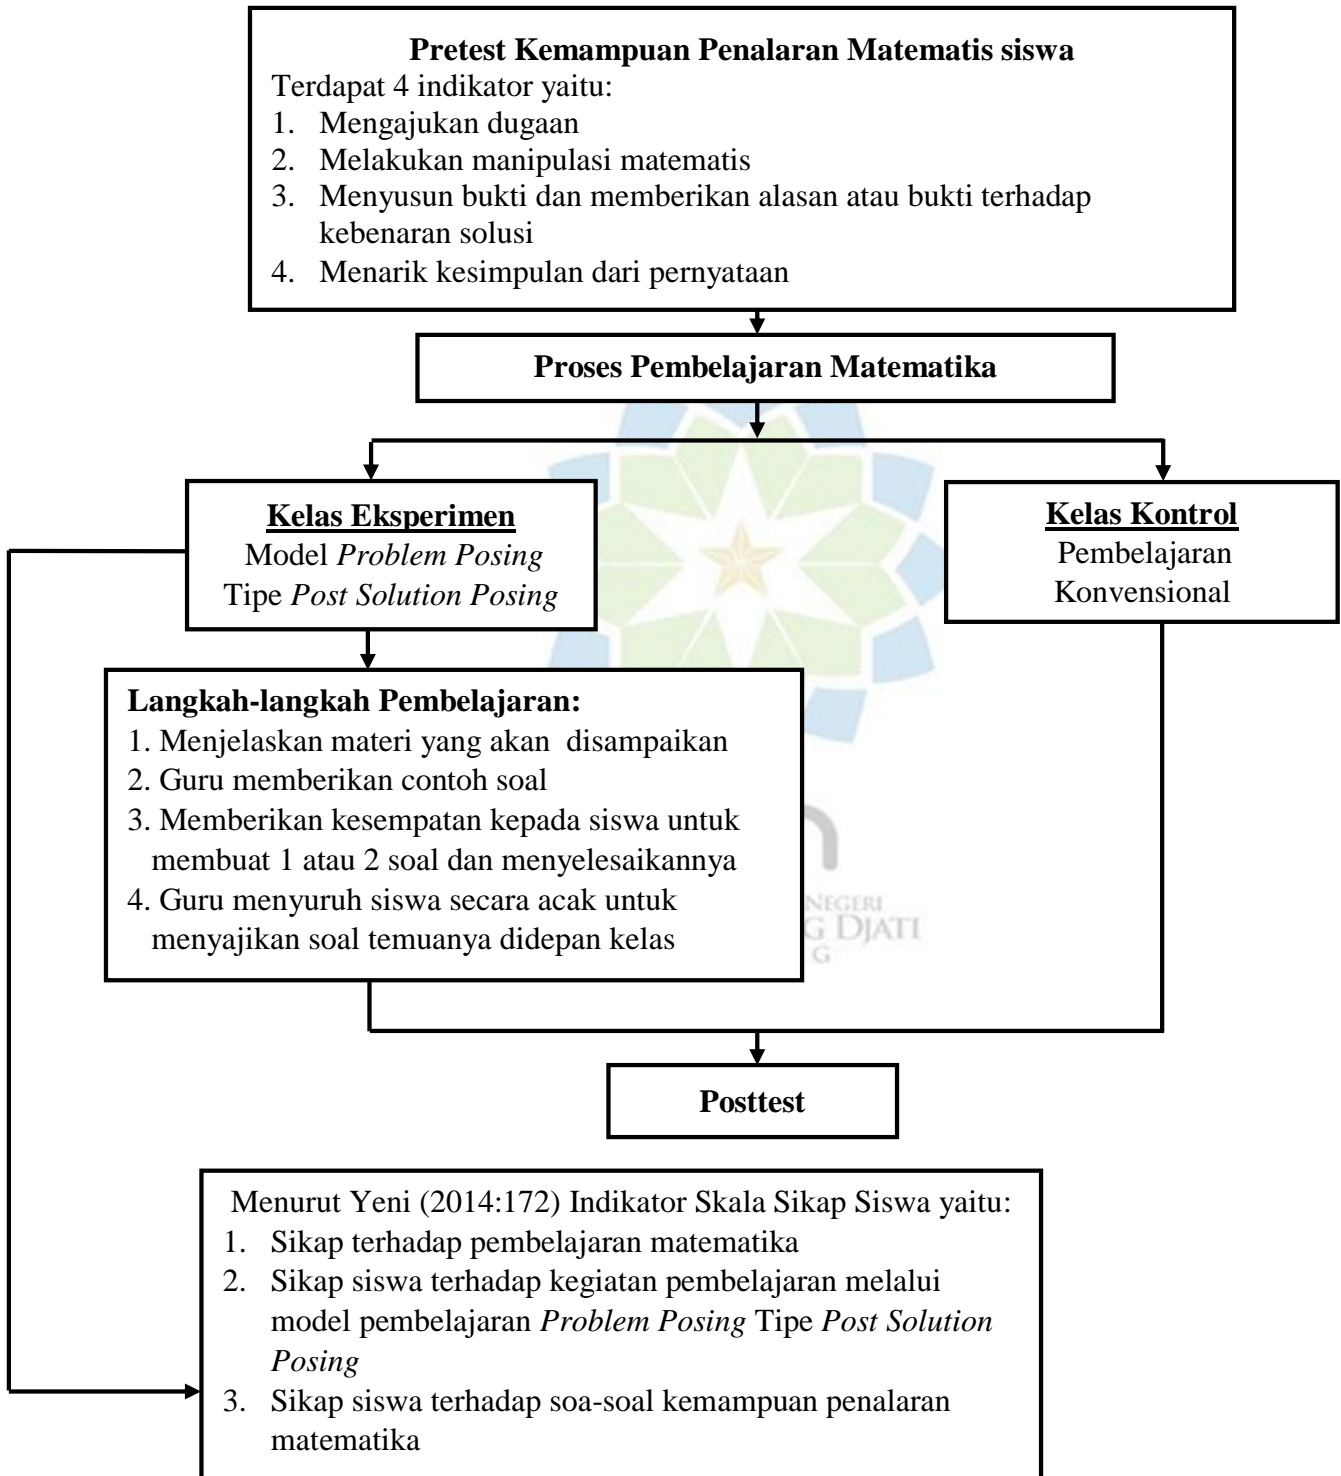 Pretest Kemampuan Penalaran Matematis siswa
Terdapat 4 indikator yaitu:
1. Mengajukan dugaan
2. Melakukan manipulasi matematis
3. Menyusun bukti dan memberikan alasan atau bukti terhadap
kebenaran solusi
4. Menarik kesimpulan dari pernyataan
Proses Pembelajaran Matematika
Kelas Eksperimen
Model Problem Posing
Tipe Post Solution Posing
Kelas Kontrol
Pembelajaran
Konvensional
Langkah-langkah Pembelajaran:
1. Menjelaskan materi yang akan disampaikan
2. Guru memberikan contoh soal
3. Memberikan kesempatan kepada siswa untuk
membuat 1 atau 2 soal dan menyelesaikannya
4. Guru menyuruh siswa secara acak untuk
menyajikan soal temuanya didepan kelas
NEGERI
G DJATI
G
Posttest
Menurut Yeni (2014:172) Indikator Skala Sikap Siswa yaitu:
1. Sikap terhadap pembelajaran matematika
2. Sikap siswa terhadap kegiatan pembelajaran melalui
model pembelajaran Problem Posing Tipe Post Solution
Posing
3. Sikap siswa terhadap soa-soal kemampuan penalaran
matematika